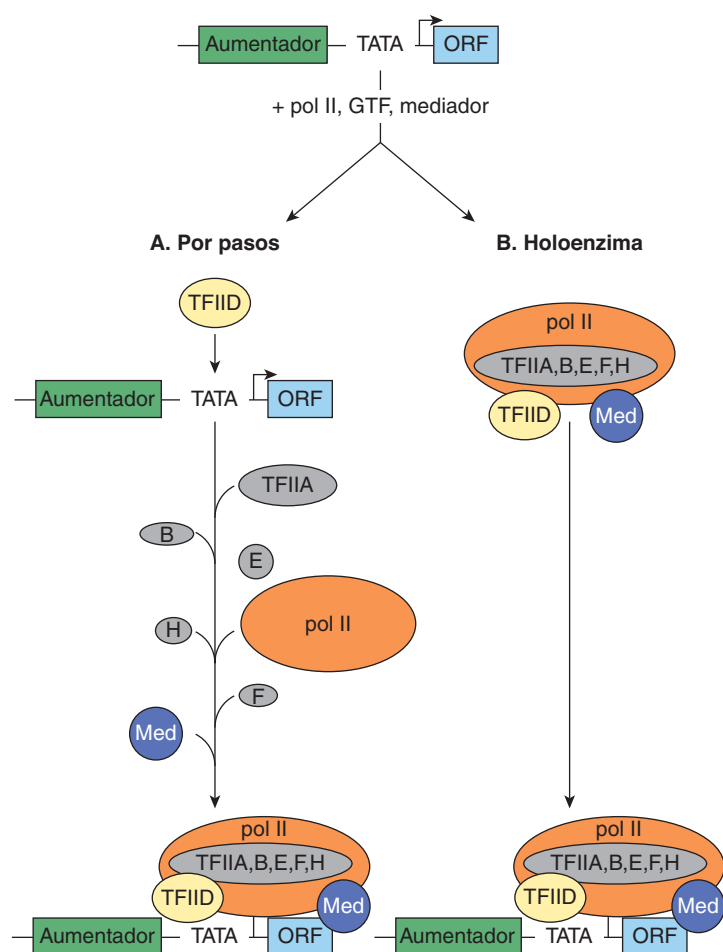 Aumentador TATA ORF
+ pol II, GTF, mediador
A. Por pasos
TFIID
Aumentador TATA ORF
TFIIA
B
E
H
pol II
F
Med
pol II
TFIIA,B,E,F,H
TFIID
Med
Aumentador TATA ORF
B. Holoenzima
pol II
TFIIA,B,E,F,H
TFIID
Med
pol II
TFIIA,B,E,F,H
TFIID
Med
Aumentador TATA ORF